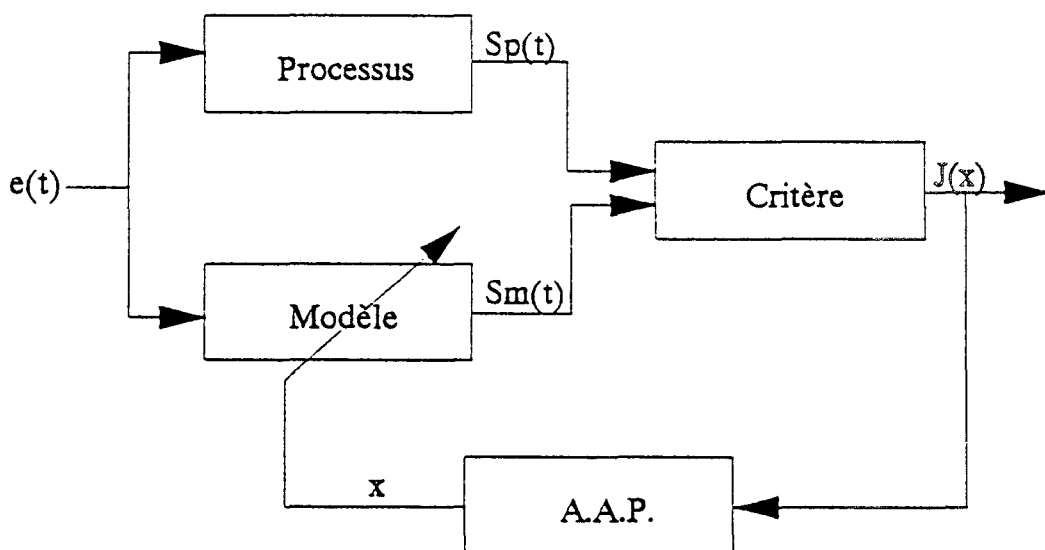 Sp(t)
Processus
e(t)
Critère
J(x)
Modèle
Sm(t)
x
A.A.P.